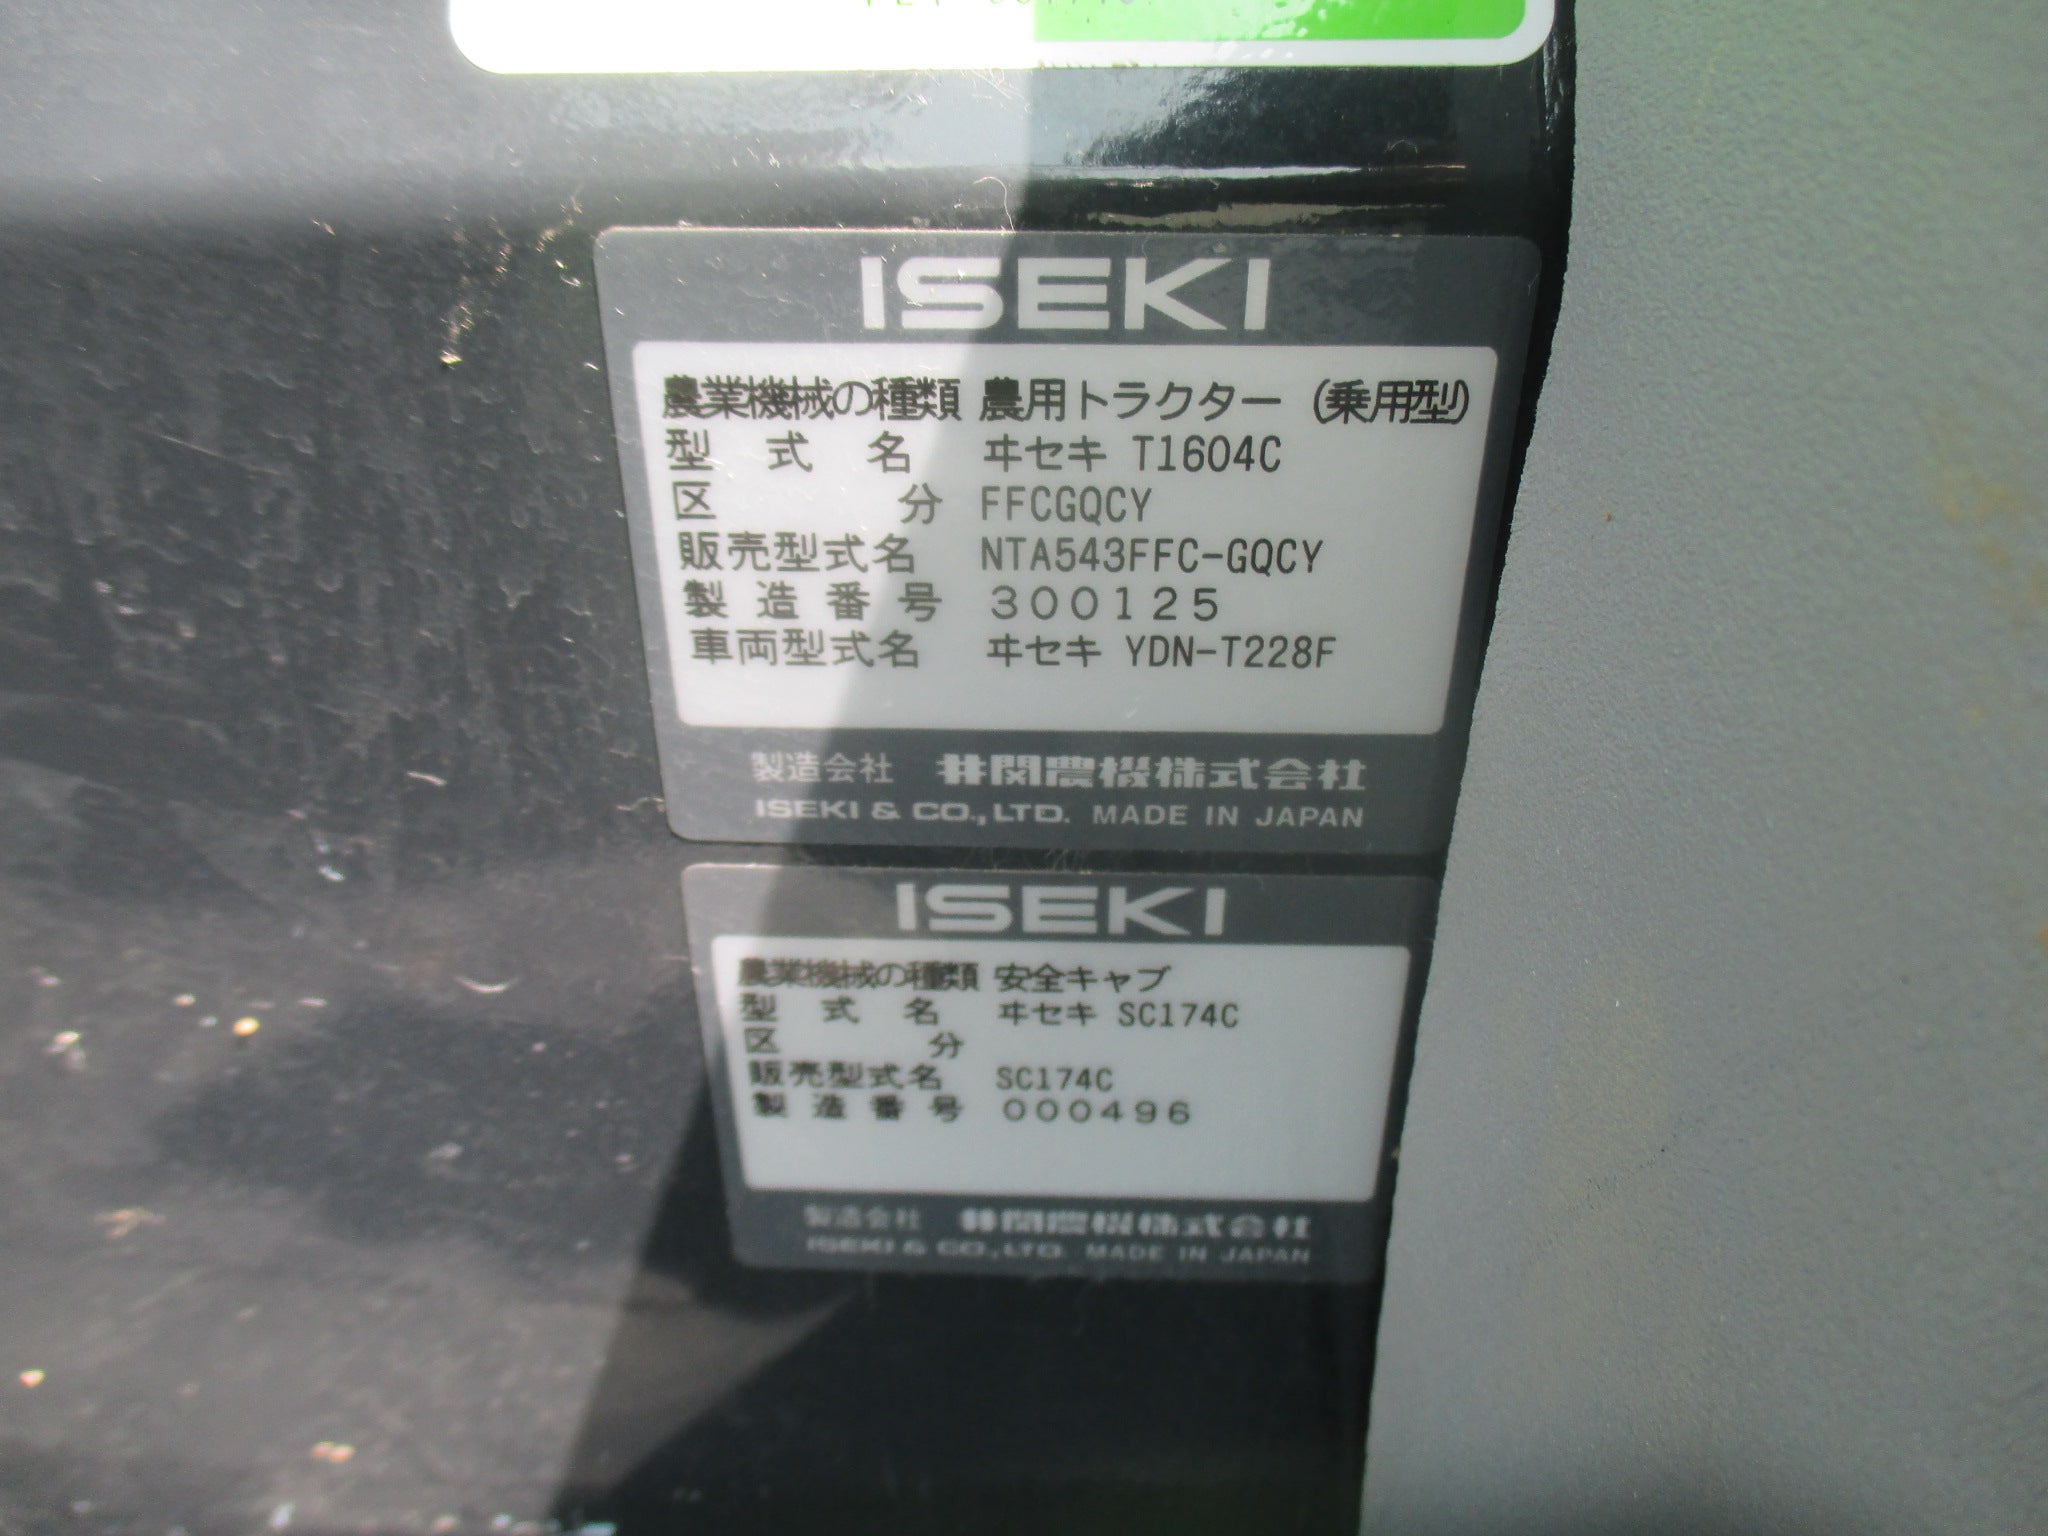 ISEKI
農業機械の種類 農用トラクター (乗用型)
型式名 ヰセキ T1604C
区分 FFCGQCY
販売型式名 NTA543FFC-GQCY
製造番号 300125
車両型式名 ヰセキ YDN-T228F
製造会社 井関農機株式会社
ISEKI & CO.,LTD. MADE IN JAPAN
ISEKI
農業機械の種類 安全キャブ
型式名 ヰセキ SC174C
区分
販売型式名 SC174C
製造番号 000496
製造会社 井関農機株式会社
ISEKI & CO.,LTD. MADE IN JAPAN